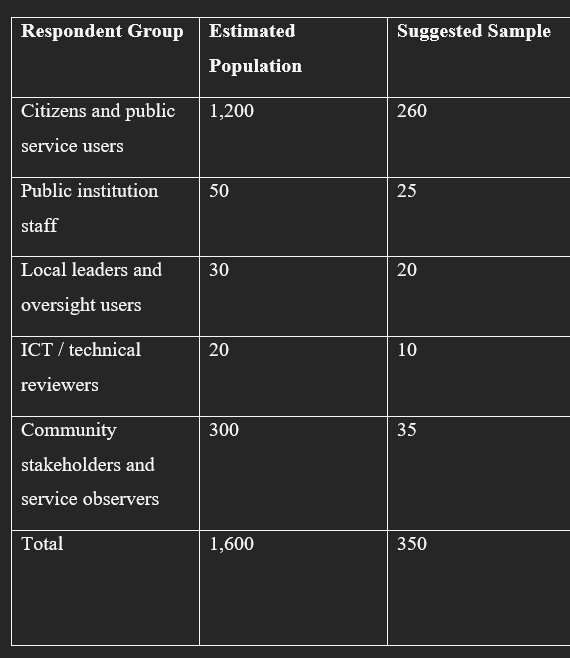 Respondent Group Estimated Suggested Sample
Population
Citizens and public 1,200 260
service users
Public institution 50 25
staff
Local leaders and 30 20
oversight users
ICT / technical 20 10
reviewers
Community 300 35
stakeholders and
service observers
Total 1,600 350